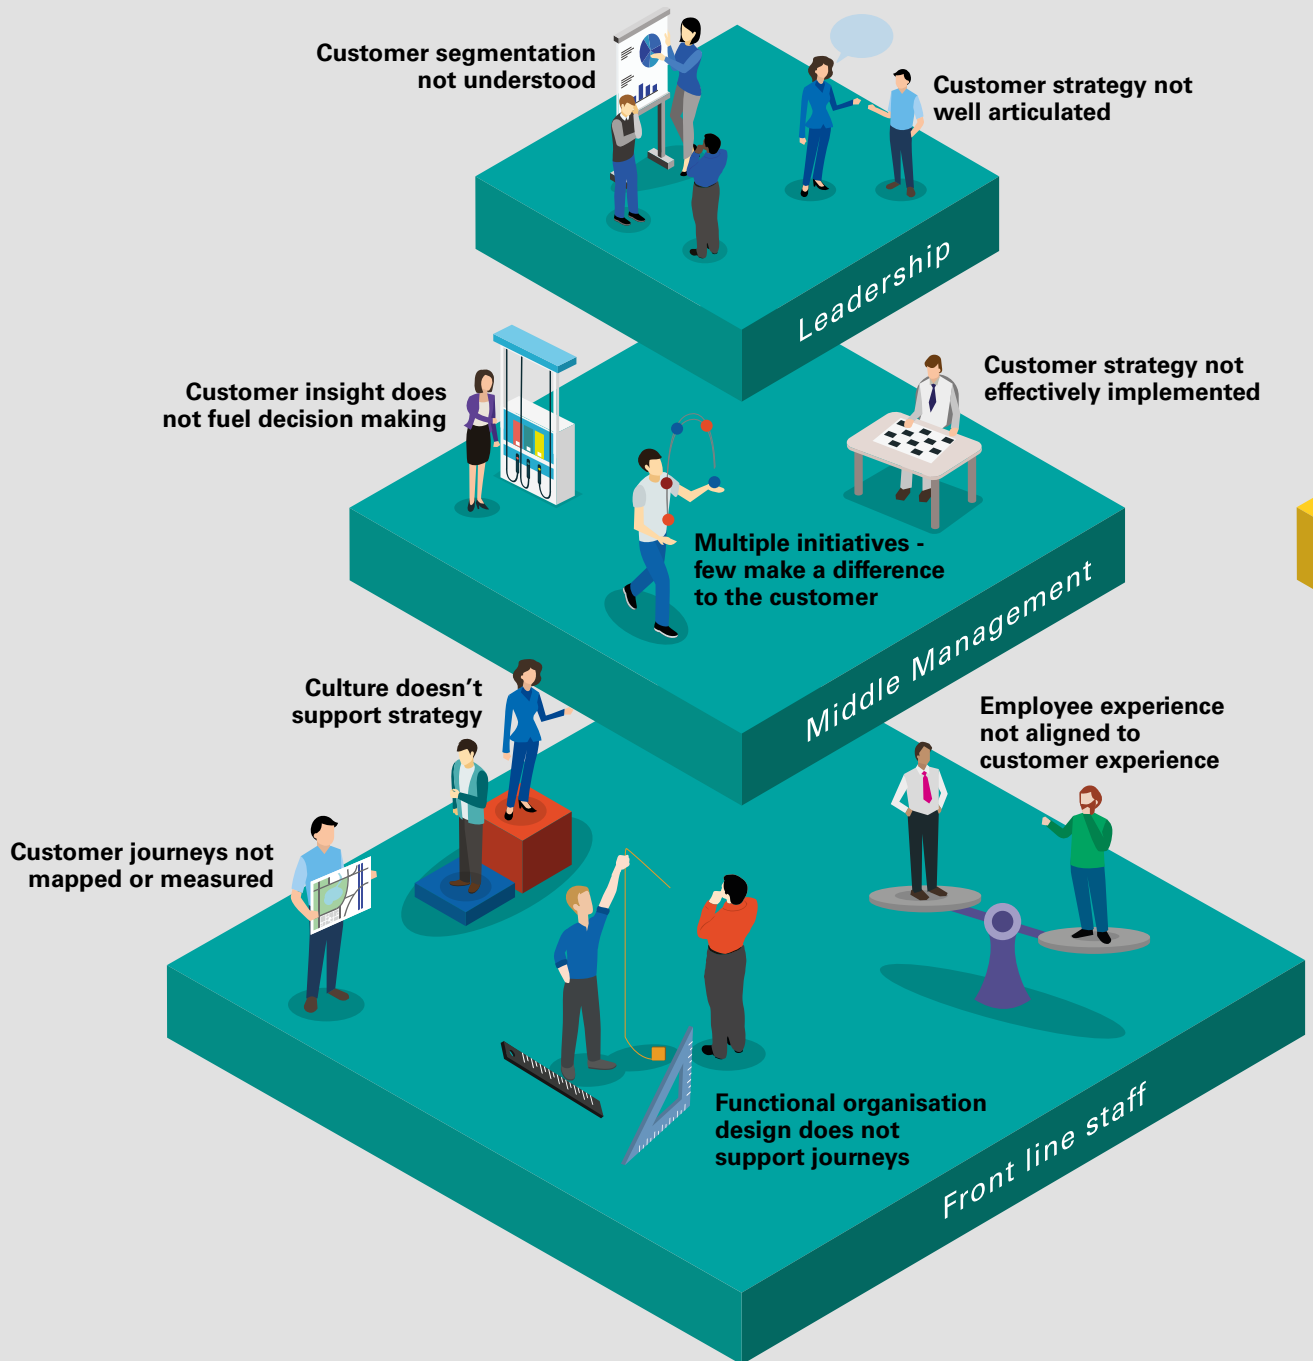 Customer segmentation
not understood
Customer strategy not
well articulated
Leadership
Customer insight does
not fuel decision making
Customer strategy not
effectively implemented
Multiple initiatives -
few make a difference
to the customer
Middle Management
Culture doesn’t
support strategy
Employee experience
not aligned to
customer experience
Customer journeys not
mapped or measured
Functional organisation
design does not
support journeys
Front line staff